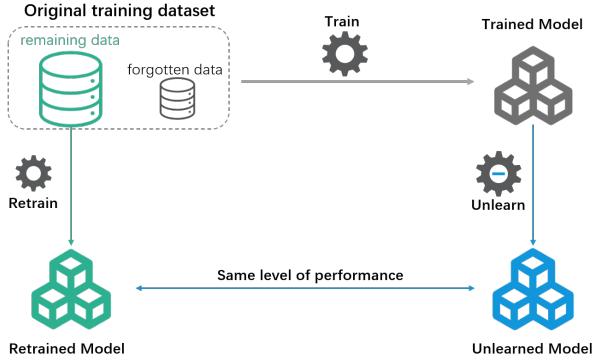 Original training dataset
Train
Trained Model
remaining data
forgotten data
Retrain
Unlearn
Same level of performance
Retrained Model
Unlearned Model